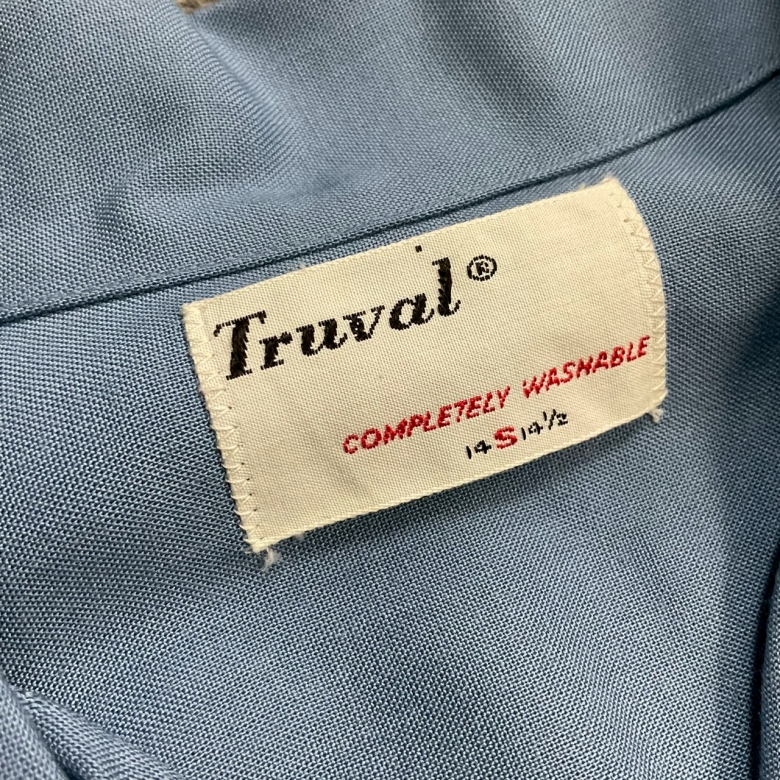 Truval®
COMPLETELY WASHABLE
14 S 14½